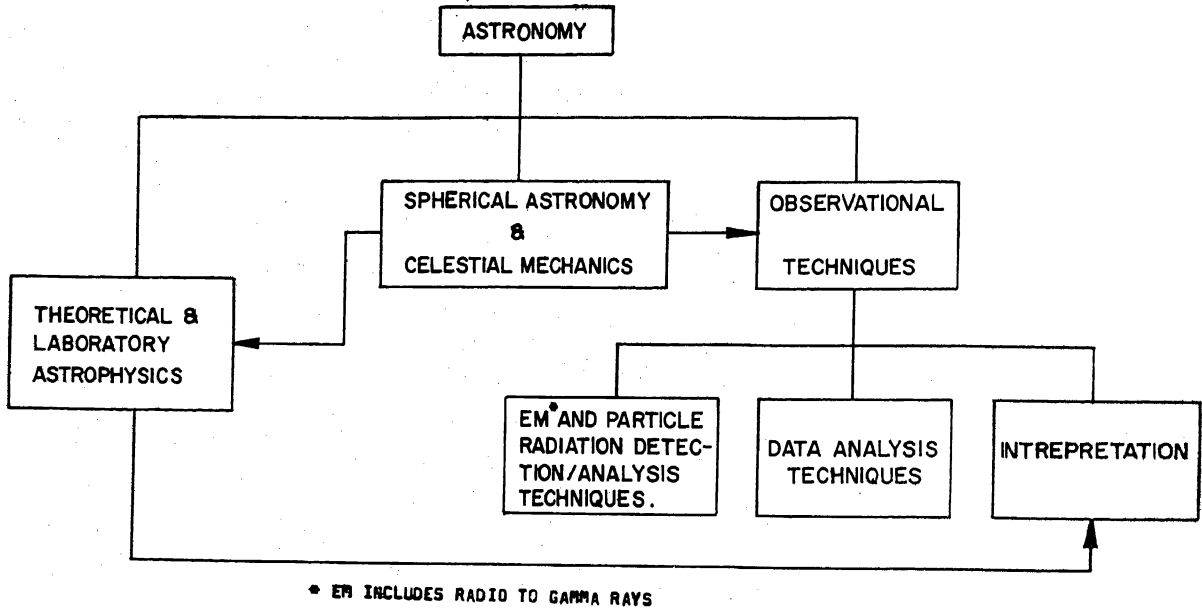 ASTRONOMY
SPHERICAL ASTRONOMY
&
CELESTIAL MECHANICS
OBSERVATIONAL
TECHNIQUES
THEORETICAL &
LABORATORY
ASTROPHYSICS
EM* AND PARTICLE
RADIATION DETEC-
TION/ANALYSIS
TECHNIQUES.
DATA ANALYSIS
TECHNIQUES
INTREPRETATION
* EM INCLUDES RADIO TO GAMMA RAYS